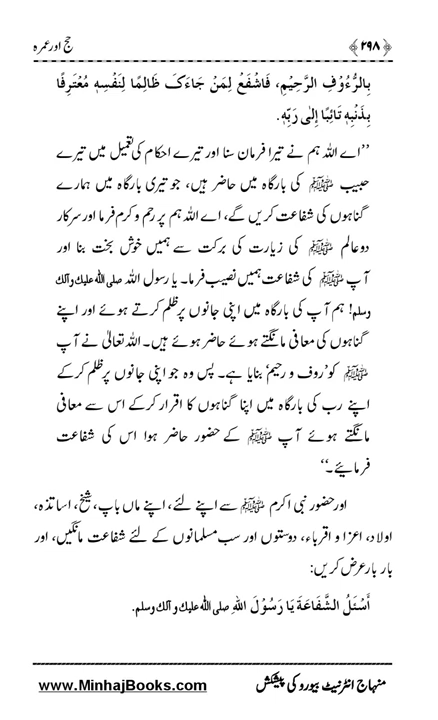 ﴿۲۹۸﴾ حج اور عمرہ
بِالرُّءُوْفِ الرَّحِیْمِ، فَاشْفَعْ لِمَنْ جَاءَکَ ظَالِمًا لِنَفْسِهٖ مُعْتَرِفًا
بِذَنْبِهٖ تَائِبًا إِلٰی رَبِّهٖ.
’’اے اللہ ہم نے تیرا فرمان سنا اور تیرے احکام کی تعمیل میں تیرے
حبیب ﷺ کی بارگاہ میں حاضر ہیں، جو تیری بارگاہ میں ہمارے
گناہوں کی شفاعت کریں گے، اے اللہ ہم پر رحم و کرم فرما اور سرکار
دوعالم ﷺ کی زیارت کی برکت سے ہمیں خوش بخت بنا اور
آپ ﷺ کی شفاعت ہمیں نصیب فرما۔ یا رسول اللہ صلی اللہ علیک وآلک
وسلم! ہم آپ کی بارگاہ میں اپنی جانوں پر ظلم کرتے ہوئے اور اپنے
گناہوں کی معافی مانگتے ہوئے حاضر ہوئے ہیں۔ اللہ تعالیٰ نے آپ
ﷺ کو ’روف و رحیم‘ بنایا ہے۔ پس وہ جو اپنی جانوں پر ظلم کر کے
اپنے رب کی بارگاہ میں اپنا گناہوں کا اقرار کرکے اس سے معافی
مانگتے ہوئے آپ ﷺ کے حضور حاضر ہوا اس کی شفاعت
فرمائیے۔‘‘
اور حضور نبی اکرم ﷺ سے اپنے لئے، اپنے ماں باپ، شیخ، اساتذہ،
اولاد، اعزا و اقرباء، دوستوں اور سب مسلمانوں کے لئے شفاعت مانگیں، اور
بار بار عرض کریں:
أَسْئَلُ الشَّفَاعَةَ یَا رَسُوْلَ اللهِ صلی اللہ علیک و آلک وسلم.
منہاج انٹرنیٹ بیورو کی پیشکش www.MinhajBooks.com